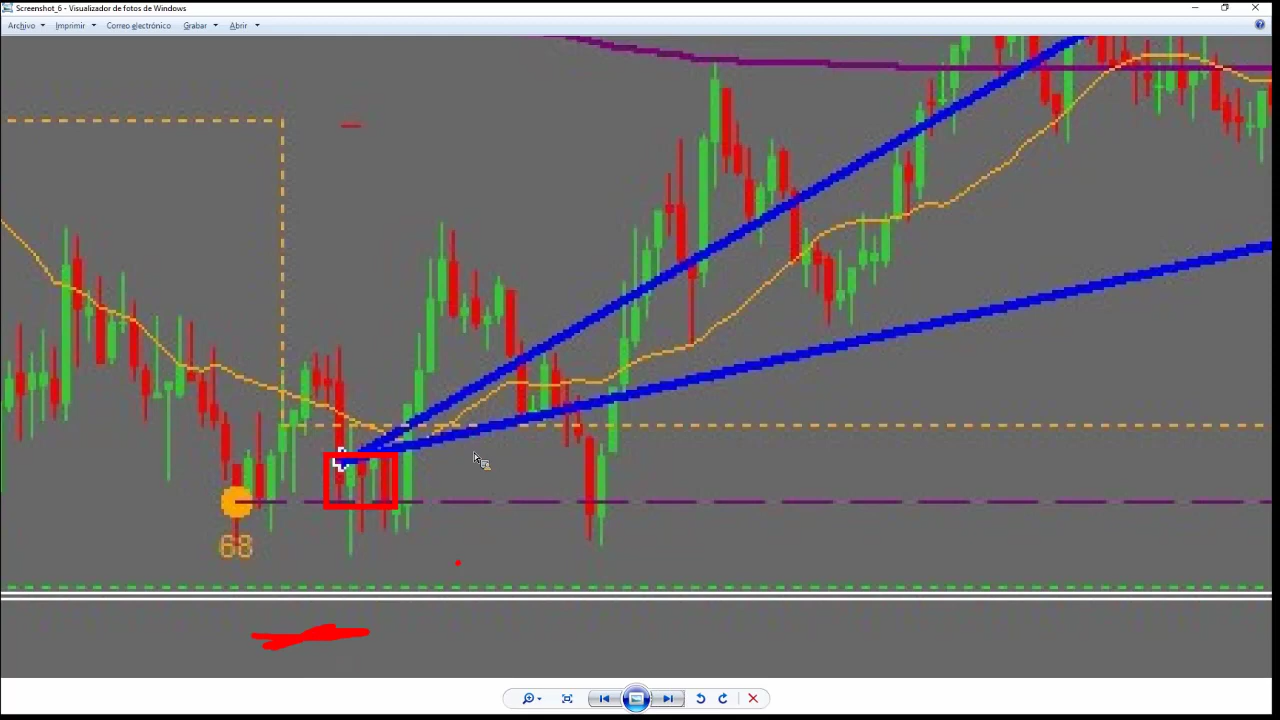 Screenshot_6 - Visualizador de fotos de Windows
Archivo Imprimir Correo electrónico Grabar Abrir
68